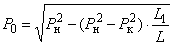 P₀ = √(Pн² − (Pн² − Pк²) · L₁/L)